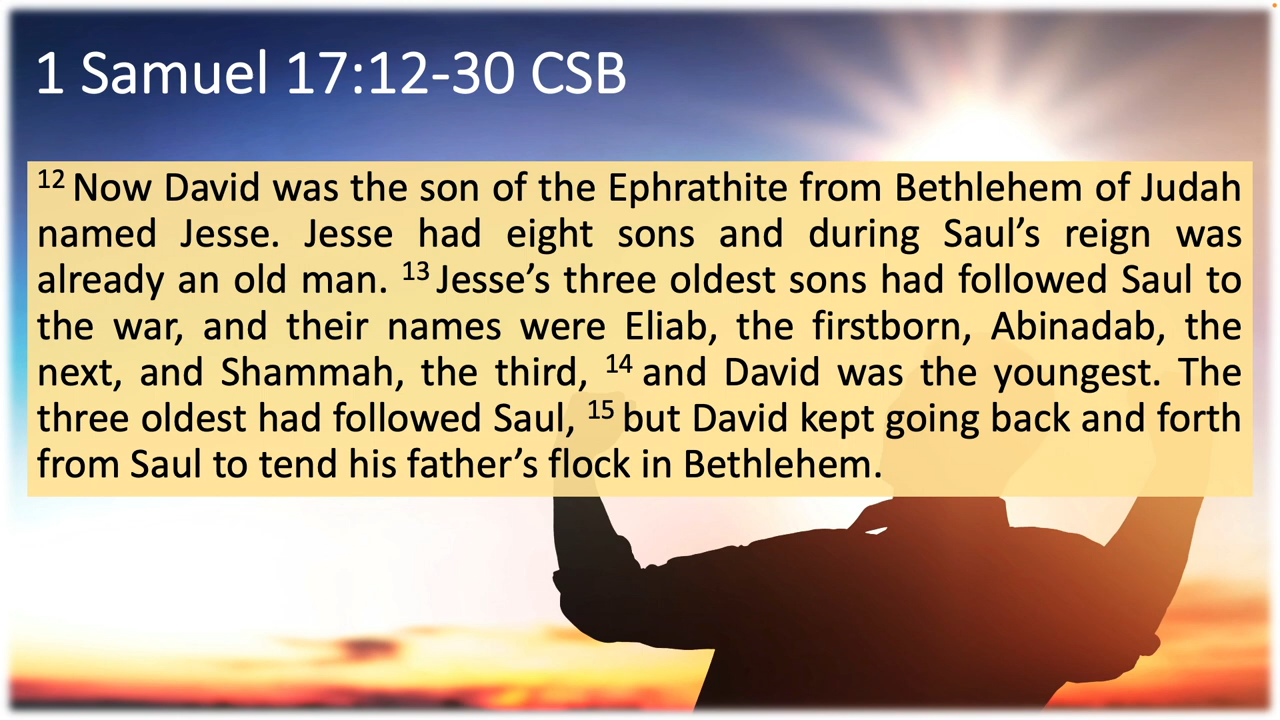 1 Samuel 17:12-30 CSB
12 Now David was the son of the Ephrathite from Bethlehem of Judah
named Jesse. Jesse had eight sons and during Saul’s reign was
already an old man. 13 Jesse’s three oldest sons had followed Saul to
the war, and their names were Eliab, the firstborn, Abinadab, the
next, and Shammah, the third, 14 and David was the youngest. The
three oldest had followed Saul, 15 but David kept going back and forth
from Saul to tend his father’s flock in Bethlehem.